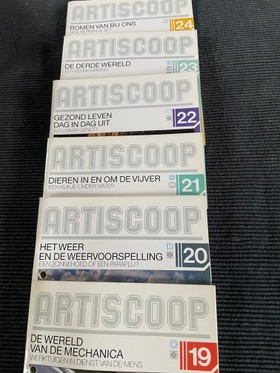 BOMEN VAN BIJ ONS
24
ARTISCOOP
DE DERDE WERELD
EEN KENNISMAKING
23
ARTISCOOP
GEZOND LEVEN
DAG IN DAG UIT
22
ARTISCOOP
DIEREN IN EN OM DE VIJVER
EEN KIJKJE ONDER WATER
21
ARTISCOOP
HET WEER
EN DE WEERVOORSPELLING
EEN ZONNEHOED OF EEN PARAPLU?
20
ARTISCOOP
DE WERELD
VAN DE MECHANICA
WERKTUIGEN IN DIENST VAN DE MENS
19